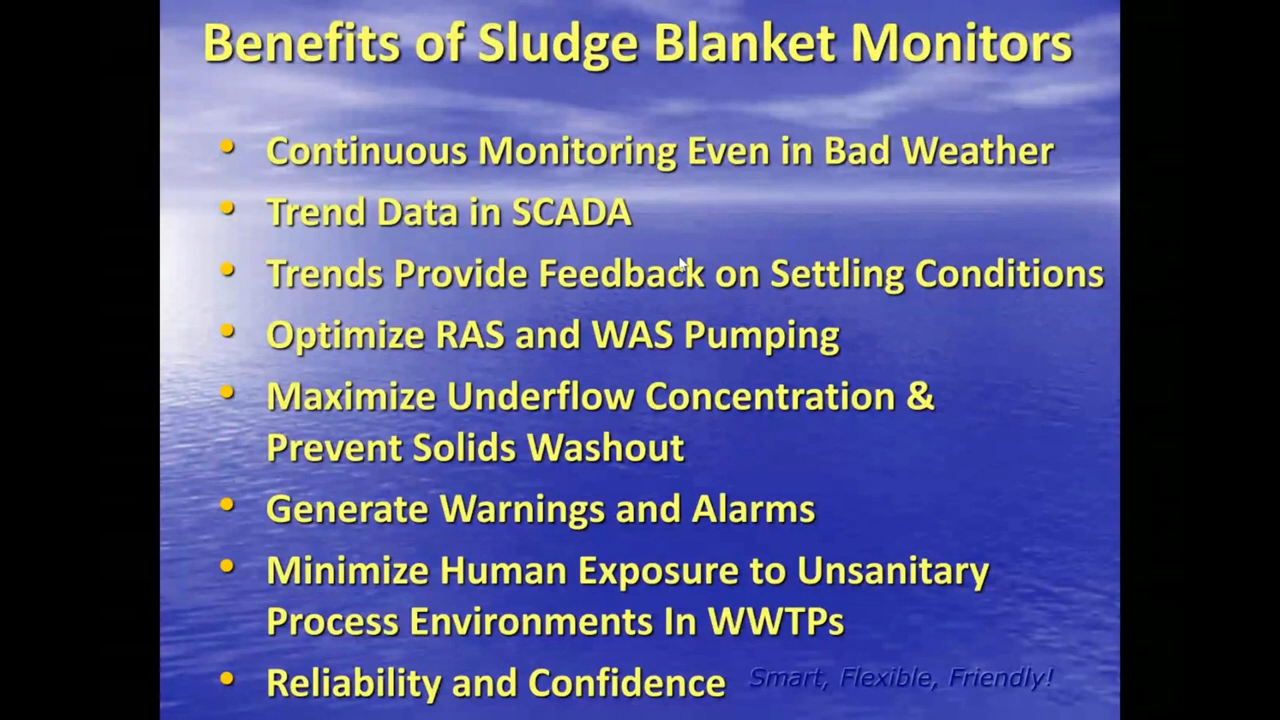 Benefits of Sludge Blanket Monitors
• Continuous Monitoring Even in Bad Weather
• Trend Data in SCADA
• Trends Provide Feedback on Settling Conditions
• Optimize RAS and WAS Pumping
• Maximize Underflow Concentration &
Prevent Solids Washout
• Generate Warnings and Alarms
• Minimize Human Exposure to Unsanitary
Process Environments In WWTPs
• Reliability and Confidence
Smart, Flexible, Friendly!